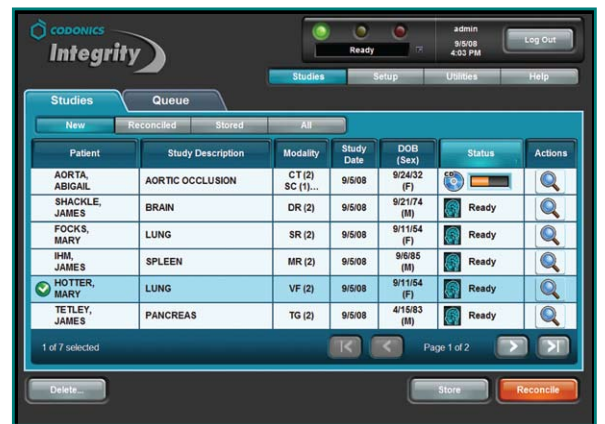 CODONICS
Integrity
Ready
admin
9/5/08
4:03 PM
Log Out
Studies Setup Utilities Help
Studies Queue
New Reconciled Stored All
Patient Study Description Modality Study Date DOB (Sex) Status Actions
AORTA, ABIGAIL AORTIC OCCLUSION CT (2) SC (1)... 9/5/08 9/24/32 (F) CD
SHACKLE, JAMES BRAIN DR (2) 9/5/08 9/21/74 (M) Ready
FOCKS, MARY LUNG SR (2) 9/5/08 9/11/54 (F) Ready
IHM, JAMES SPLEEN MR (2) 9/5/08 9/6/85 (M) Ready
HOTTER, MARY LUNG VF (2) 9/5/08 9/11/54 (F) Ready
TETLEY, JAMES PANCREAS TG (2) 9/5/08 4/15/83 (M) Ready
1 of 7 selected Page 1 of 2
Delete... Store Reconcile